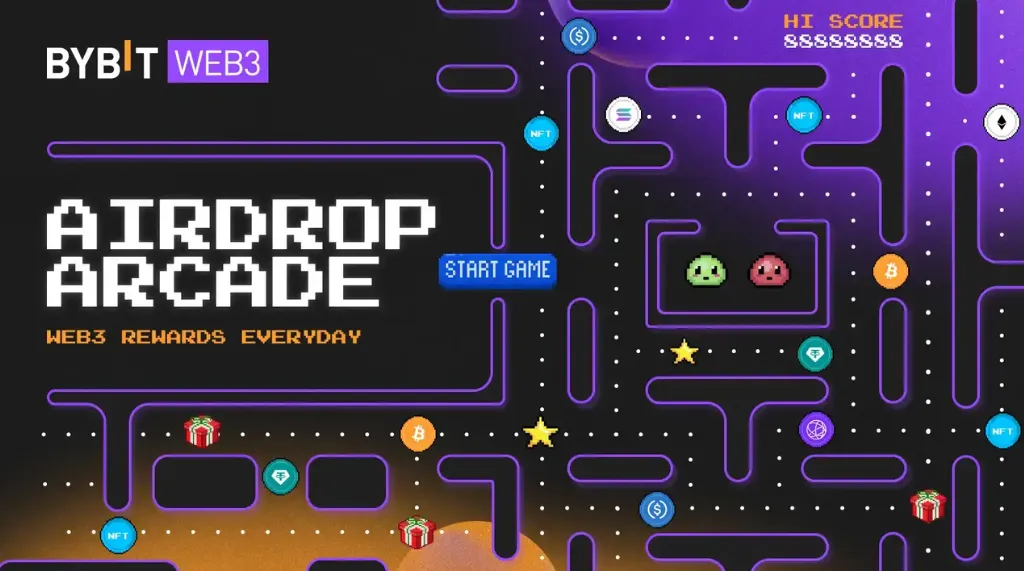 BYBIT WEB3
HI SCORE
88888888
NFT
NFT
AIRDROP
ARCADE
START GAME
WEB3 REWARDS EVERYDAY
NFT
NFT